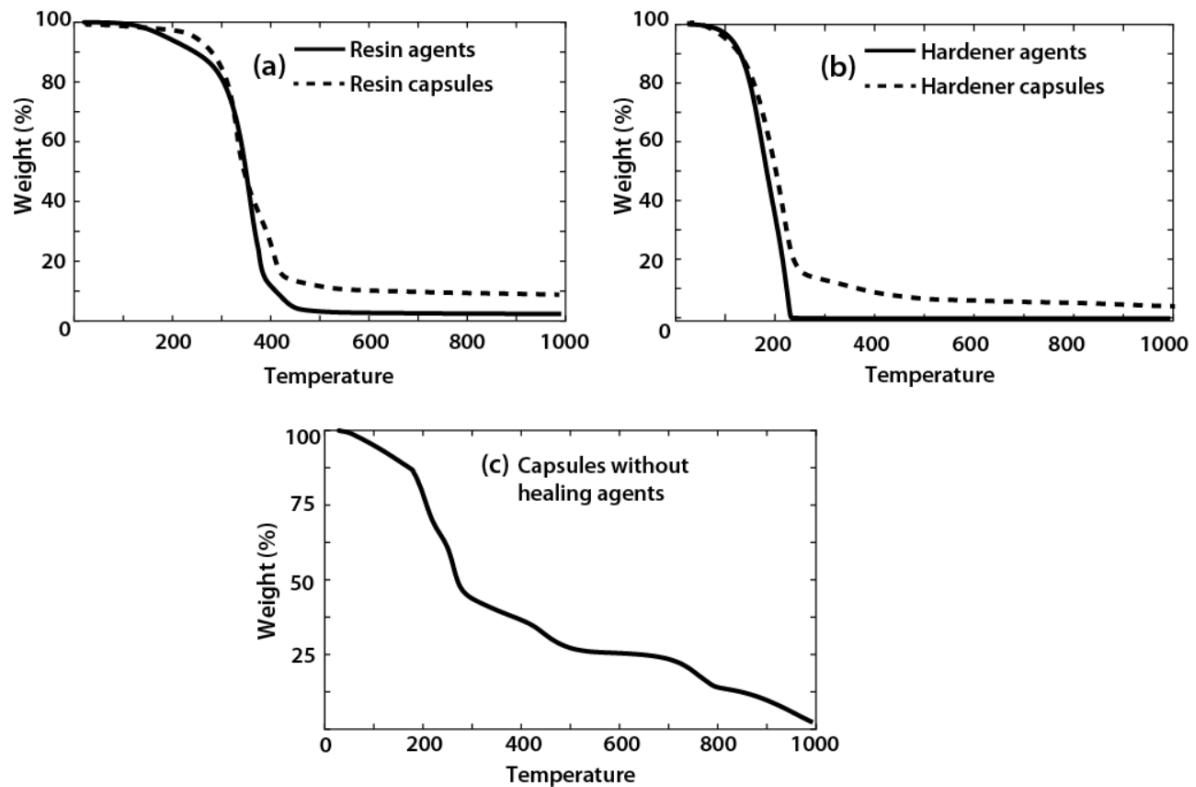 100
80
60
40
20
0
Weight (%)
(a)
Resin agents
Resin capsules
200
400
600
800
1000
Temperature
100
80
60
40
20
0
Weight (%)
(b)
Hardener agents
Hardener capsules
200
400
600
800
1000
Temperature
100
75
50
25
Weight (%)
(c) Capsules without
healing agents
0
200
400
600
800
1000
Temperature